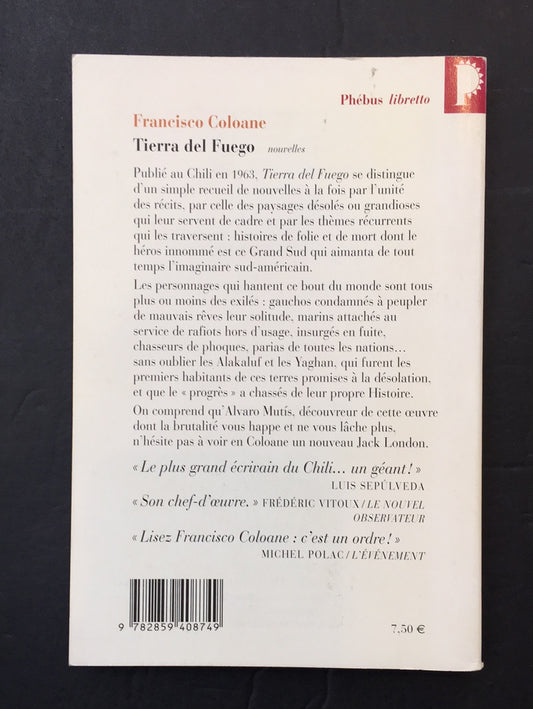 Phébus libretto
P
Francisco Coloane
Tierra del Fuego nouvelles
Publié au Chili en 1963, Tierra del Fuego se distingue
d'un simple recueil de nouvelles à la fois par l'unité
des récits, par celle des paysages désolés ou grandioses
qui leur servent de cadre et par les thèmes récurrents
qui les traversent : histoires de folie et de mort dont le
héros innommé est ce Grand Sud qui aimanta de tout
temps l'imaginaire sud-américain.
Les personnages qui hantent ce bout du monde sont tous
plus ou moins des exilés : gauchos condamnés à peupler
de mauvais rêves leur solitude, marins attachés au
service de rafiots hors d'usage, insurgés en fuite,
chasseurs de phoques, parias de toutes les nations…
sans oublier les Alakaluf et les Yaghan, qui furent les
premiers habitants de ces terres promises à la désolation,
et que le « progrès » a chassés de leur propre Histoire.
On comprend qu'Alvaro Mutís, découvreur de cette œuvre
dont la brutalité vous happe et ne vous lâche plus,
n'hésite pas à voir en Coloane un nouveau Jack London.
« Le plus grand écrivain du Chili… un géant ! »
LUIS SEPÚLVEDA
« Son chef-d'œuvre. » FRÉDÉRIC VITOUX/LE NOUVEL
OBSERVATEUR
« Lisez Francisco Coloane : c'est un ordre ! »
MICHEL POLAC/L'ÉVÉNEMENT
9 782859 408749
7,50 €